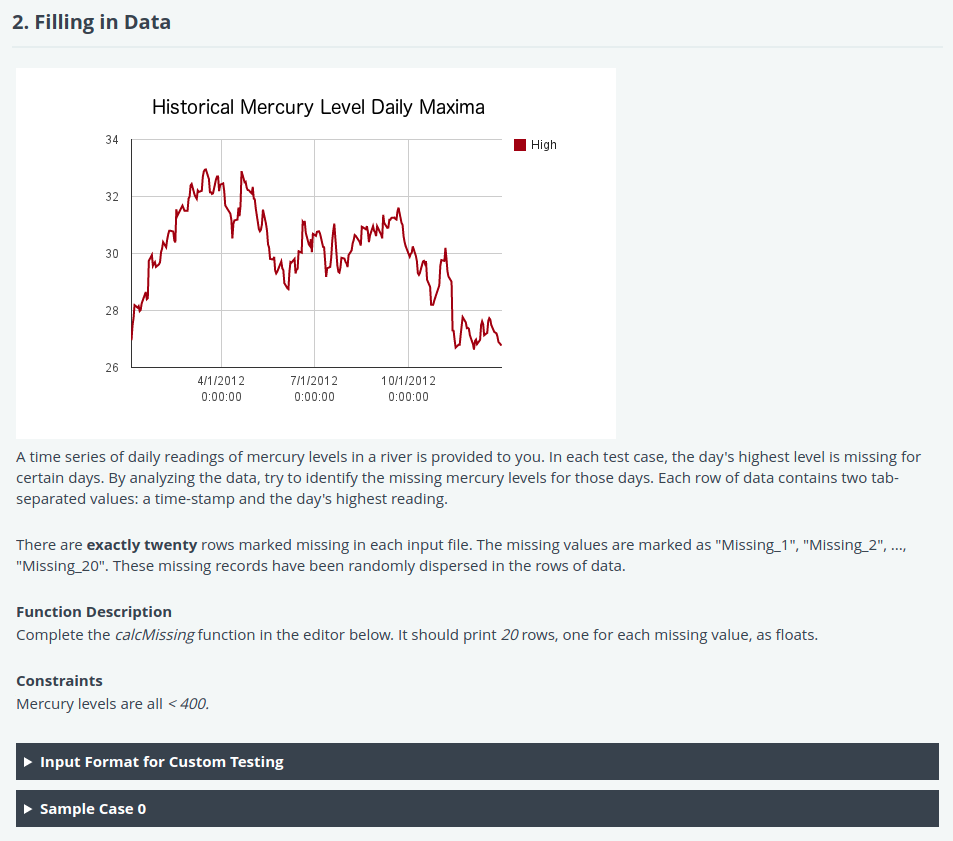 2. Filling in Data
Historical Mercury Level Daily Maxima
34
High
32
30
28
26
4/1/2012 7/1/2012 10/1/2012
0:00:00 0:00:00 0:00:00
A time series of daily readings of mercury levels in a river is provided to you. In each test case, the day's highest level is missing for
certain days. By analyzing the data, try to identify the missing mercury levels for those days. Each row of data contains two tab-
separated values: a time-stamp and the day's highest reading.
There are exactly twenty rows marked missing in each input file. The missing values are marked as "Missing_1", "Missing_2", ...,
"Missing_20". These missing records have been randomly dispersed in the rows of data.
Function Description
Complete the calcMissing function in the editor below. It should print 20 rows, one for each missing value, as floats.
Constraints
Mercury levels are all < 400.
Input Format for Custom Testing
Sample Case 0